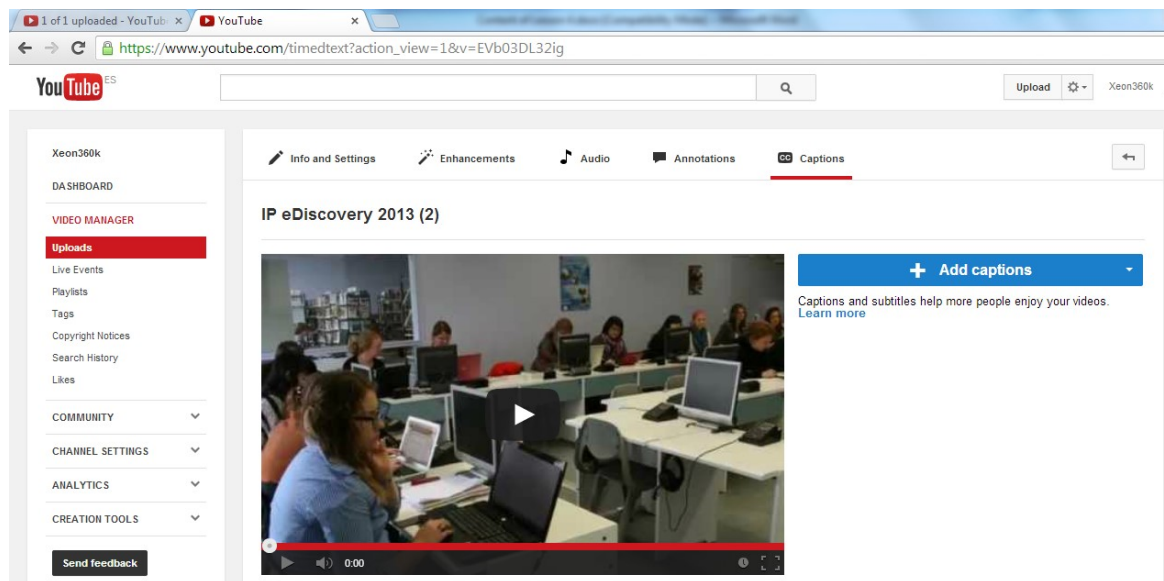 1 of 1 uploaded - YouTub
YouTube
https://www.youtube.com/timedtext?action_view=1&v=EVb03DL32ig
YouTube ES
Upload
Xeon360k
Xeon360k
DASHBOARD
VIDEO MANAGER
Uploads
Live Events
Playlists
Tags
Copyright Notices
Search History
Likes
COMMUNITY
CHANNEL SETTINGS
ANALYTICS
CREATION TOOLS
Send feedback
Info and Settings
Enhancements
Audio
Annotations
CC Captions
IP eDiscovery 2013 (2)
0:00
+ Add captions
Captions and subtitles help more people enjoy your videos.
Learn more